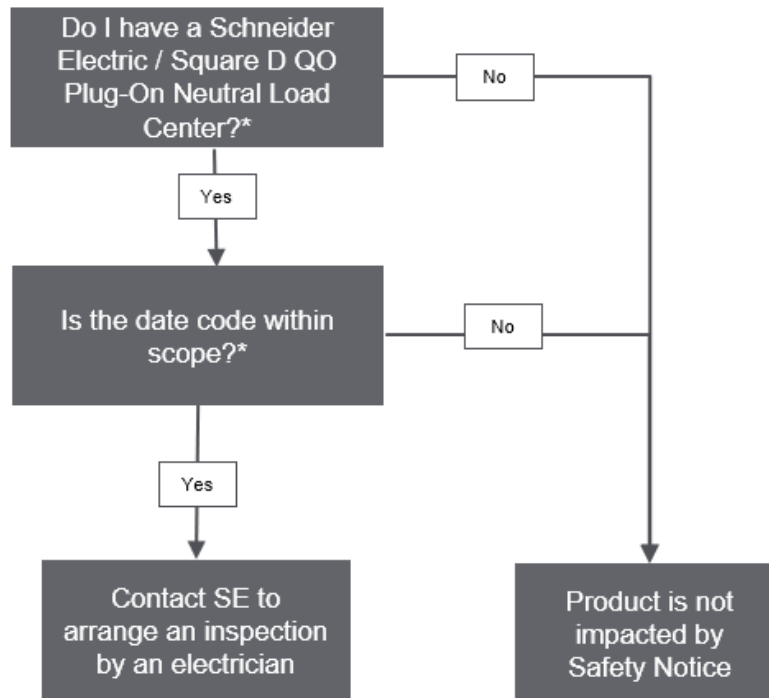 Do I have a Schneider
Electric / Square D QO
Plug-On Neutral Load
Center?*
No
Yes
Is the date code within
scope?*
No
Yes
Contact SE to
arrange an inspection
by an electrician
Product is not
impacted by
Safety Notice